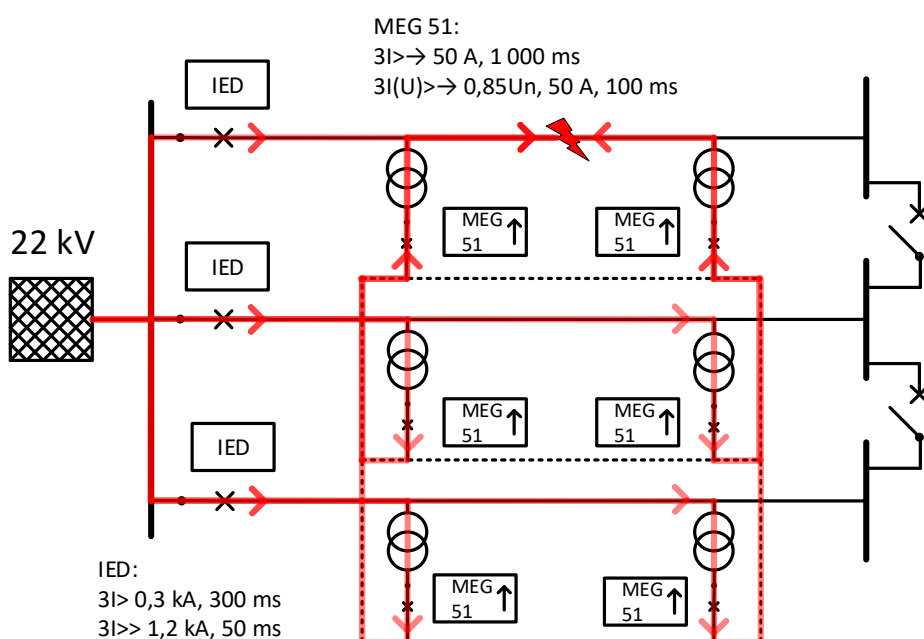 MEG 51:
3I>→ 50 A, 1 000 ms
3I(U)>→ 0,85Un, 50 A, 100 ms
IED
MEG
51
MEG
51
22 kV
IED
MEG
51
MEG
51
IED
IED:
3I> 0,3 kA, 300 ms
3I>> 1,2 kA, 50 ms
MEG
51
MEG
51